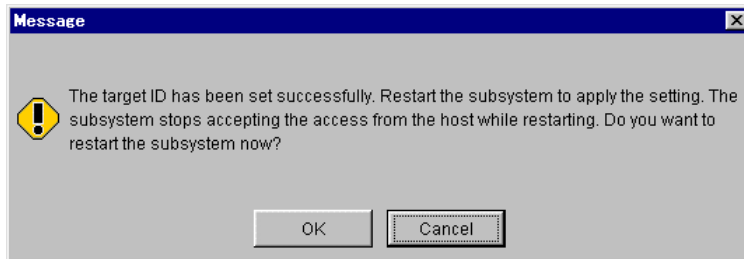 Message
The target ID has been set successfully. Restart the subsystem to apply the setting. The
subsystem stops accepting the access from the host while restarting. Do you want to
restart the subsystem now?
OK
Cancel